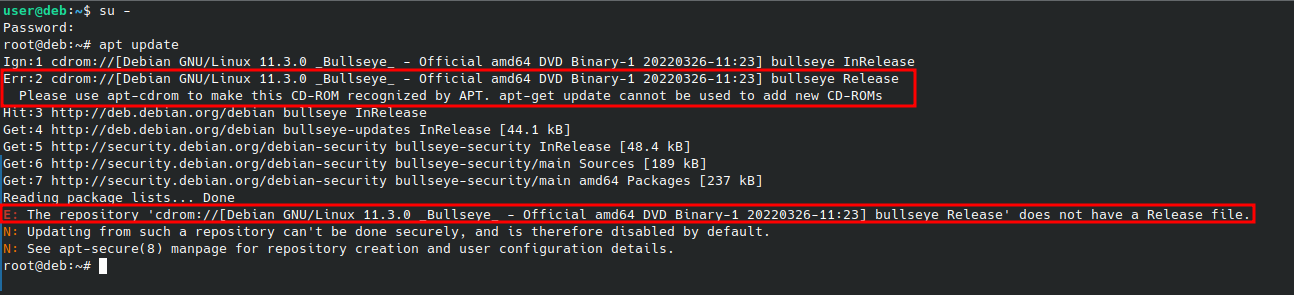 user@deb:~$ su -
Password:
root@deb:~# apt update
Ign:1 cdrom://[Debian GNU/Linux 11.3.0 _Bullseye_ - Official amd64 DVD Binary-1 20220326-11:23] bullseye InRelease
Err:2 cdrom://[Debian GNU/Linux 11.3.0 _Bullseye_ - Official amd64 DVD Binary-1 20220326-11:23] bullseye Release
  Please use apt-cdrom to make this CD-ROM recognized by APT. apt-get update cannot be used to add new CD-ROMs
Hit:3 http://deb.debian.org/debian bullseye InRelease
Get:4 http://deb.debian.org/debian bullseye-updates InRelease [44.1 kB]
Get:5 http://security.debian.org/debian-security bullseye-security InRelease [48.4 kB]
Get:6 http://security.debian.org/debian-security bullseye-security/main Sources [189 kB]
Get:7 http://security.debian.org/debian-security bullseye-security/main amd64 Packages [237 kB]
Reading package lists... Done
E: The repository 'cdrom://[Debian GNU/Linux 11.3.0 _Bullseye_ - Official amd64 DVD Binary-1 20220326-11:23] bullseye Release' does not have a Release file.
N: Updating from such a repository can't be done securely, and is therefore disabled by default.
N: See apt-secure(8) manpage for repository creation and user configuration details.
root@deb:~#